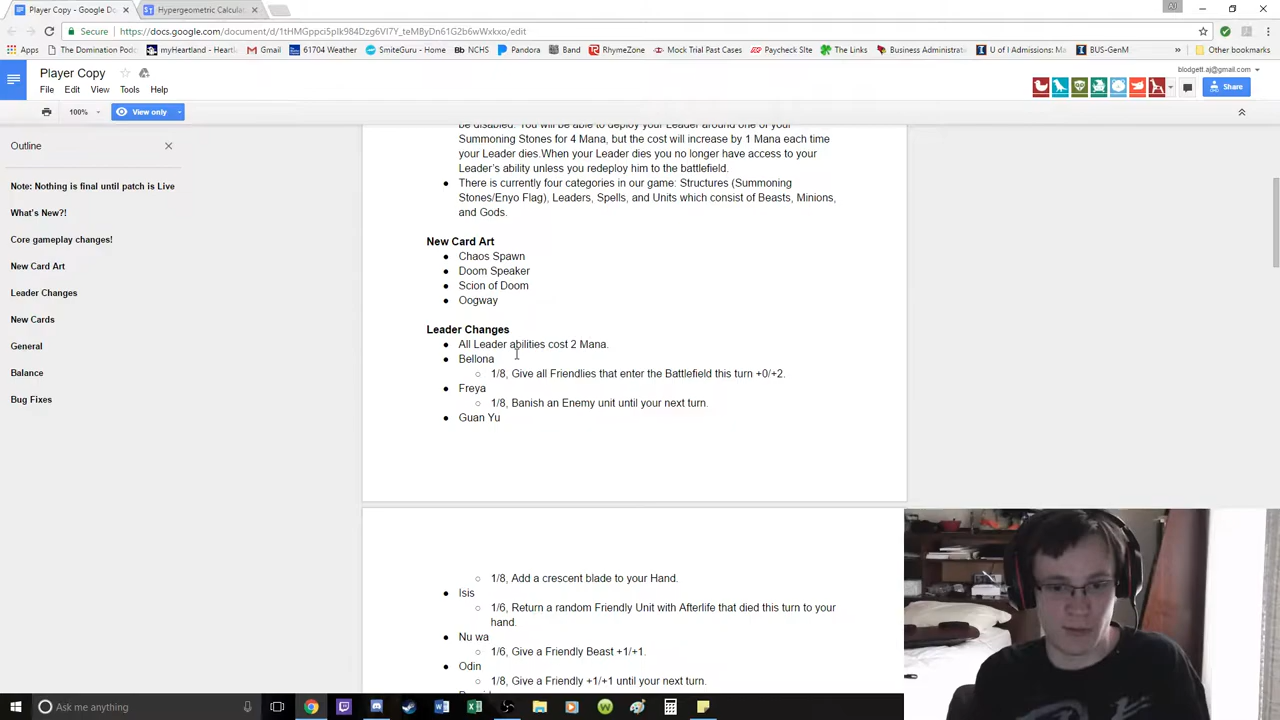 Player Copy - Google Do
Hypergeometric Calculat
AJ
Secure
https://docs.google.com/document/d/1tHMGppci5pIk984Dzg6VI7Y_teMByDn61G2b6wWxkxo/edit
Apps
The Domination Podc
myHeartland - Heartl
Gmail
61704 Weather
SmiteGuru - Home
Bb NCHS
Pandora
Band
RhymeZone
Mock Trial Past Cases
Paycheck SIte
The Links
Business Administrat
U of I Admissions: Ma
BUS-GenM
Other bookmarks
Player Copy
blodgett.aj@gmail.com
File Edit View Tools Help
Share
100%
View only
Outline
Note: Nothing is final until patch is Live
What's New?!
Core gameplay changes!
New Card Art
Leader Changes
New Cards
General
Balance
Bug Fixes
be disabled. You will be able to deploy your Leader around one of your
Summoning Stones for 4 Mana, but the cost will increase by 1 Mana each time
your Leader dies.When your Leader dies you no longer have access to your
Leader's ability unless you redeploy him to the battlefield.
There is currently four categories in our game: Structures (Summoning
Stones/Enyo Flag), Leaders, Spells, and Units which consist of Beasts, Minions,
and Gods.
New Card Art
Chaos Spawn
Doom Speaker
Scion of Doom
Oogway
Leader Changes
All Leader abilities cost 2 Mana.
Bellona
1/8, Give all Friendlies that enter the Battlefield this turn +0/+2.
Freya
1/8, Banish an Enemy unit until your next turn.
Guan Yu
1/8, Add a crescent blade to your Hand.
Isis
1/6, Return a random Friendly Unit with Afterlife that died this turn to your
hand.
Nu wa
1/6, Give a Friendly Beast +1/+1.
Odin
1/8, Give a Friendly +1/+1 until your next turn.
Ask me anything